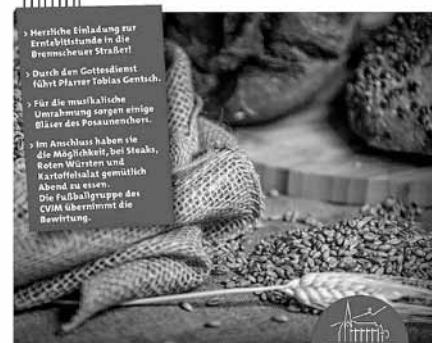 > Herzliche Einladung zur
Erntebittstunde in die
Brennscheuer Straßer!
> Durch den Gottesdienst
führt Pfarrer Tobias Gentsch.
> Für die musikalische
Umrahmung sorgen einige
Bläser des Posaunenchors.
> Im Anschluss haben sie
die Möglichkeit, bei Steaks,
Roten Würsten und
Kartoffelsalat gemütlich
Abend zu essen.
Die Fußballgruppe des
CVJM übernimmt die
Bewirtung.